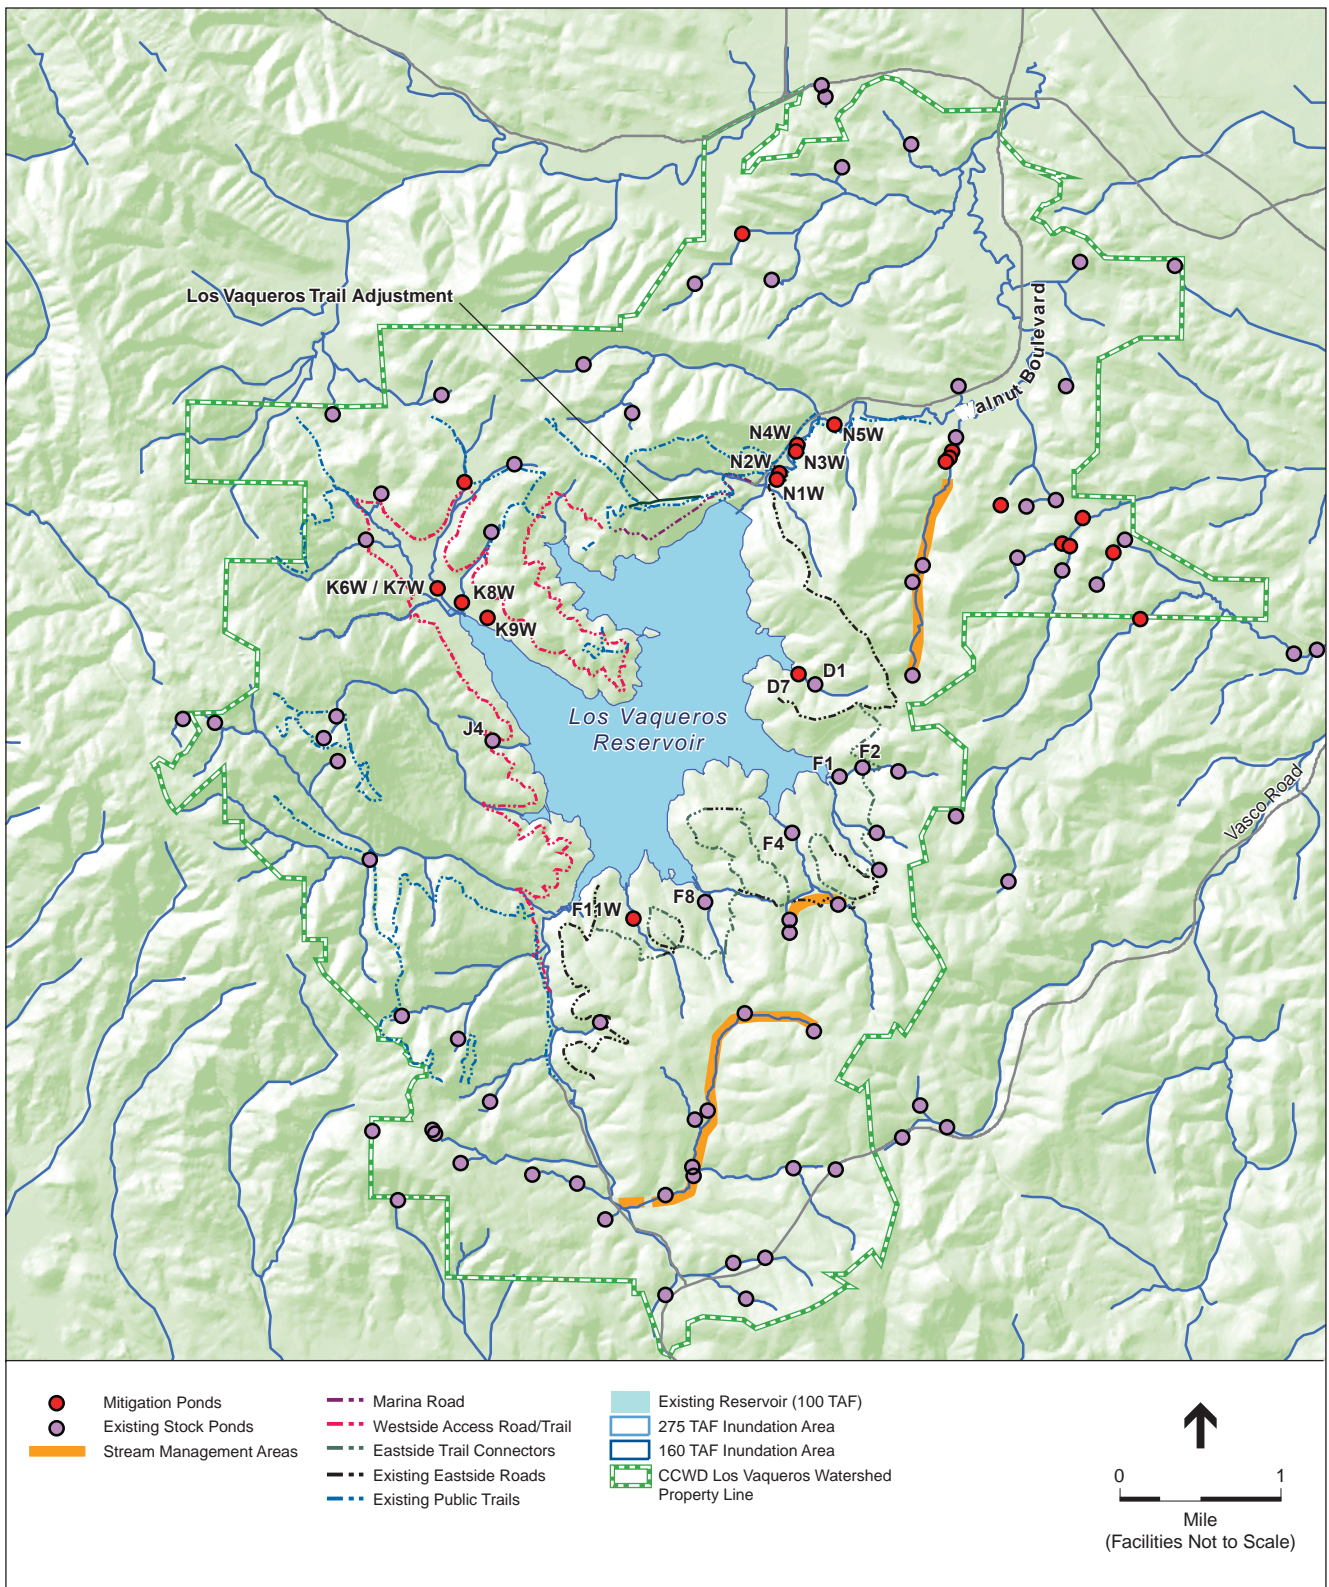 Los Vaqueros Trail Adjustment
Walnut Boulevard
N4W
N5W
N2W
N3W
N1W
K6W / K7W
K8W
K9W
D1
D7
Los Vaqueros
Reservoir
J4
F1
F2
Vasco Road
F4
F8
F11W
Mitigation Ponds
Existing Stock Ponds
Stream Management Areas
Marina Road
Westside Access Road/Trail
Eastside Trail Connectors
Existing Eastside Roads
Existing Public Trails
Existing Reservoir (100 TAF)
275 TAF Inundation Area
160 TAF Inundation Area
CCWD Los Vaqueros Watershed
Property Line
0 1
Mile
(Facilities Not to Scale)